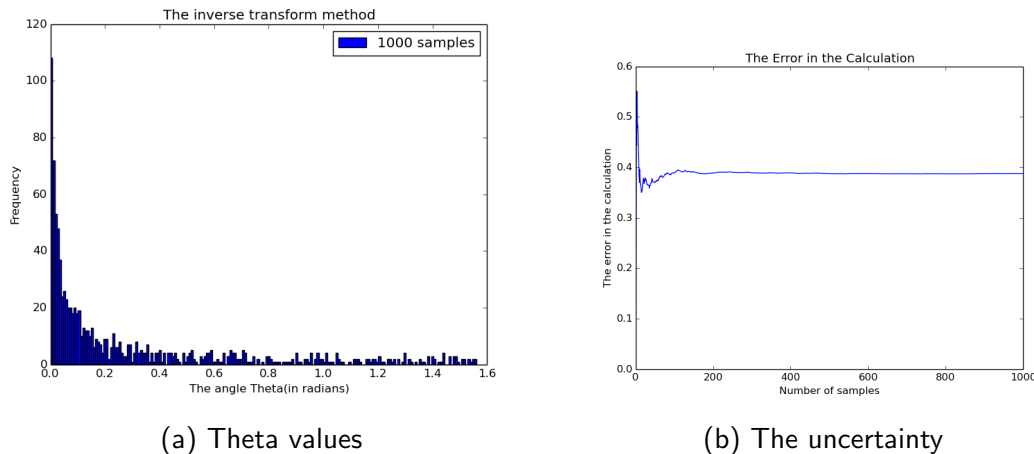 The inverse transform method
120
100
80
60
40
20
0
Frequency
1000 samples
0.0 0.2 0.4 0.6 0.8 1.0 1.2 1.4 1.6
The angle Theta(in radians)
(a) Theta values
The Error in the Calculation
0.6
0.5
0.4
0.3
0.2
0.1
0.0
The error in the calculation
0 200 400 600 800 1000
Number of samples
(b) The uncertainty